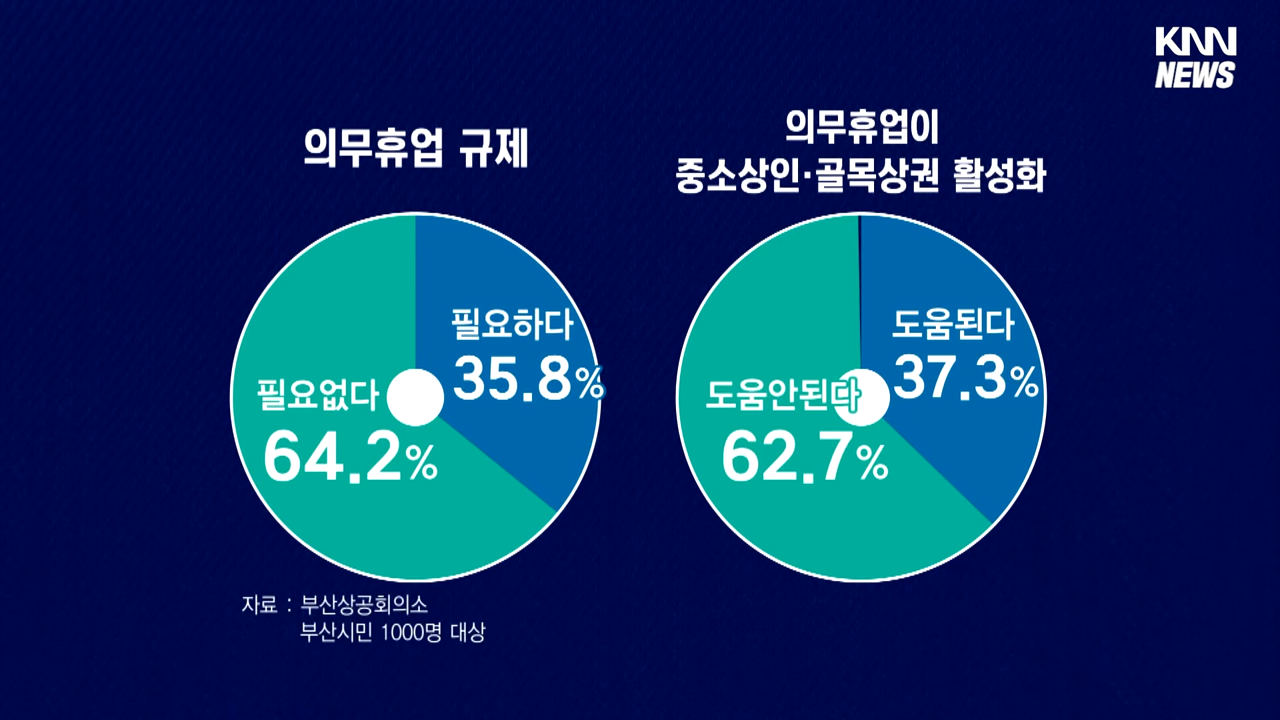 KNN
NEWS
의무휴업 규제
필요하다
35.8%
필요없다
64.2%
의무휴업이
중소상인·골목상권 활성화
도움된다
37.3%
도움안된다
62.7%
자료 : 부산상공회의소
부산시민 1000명 대상